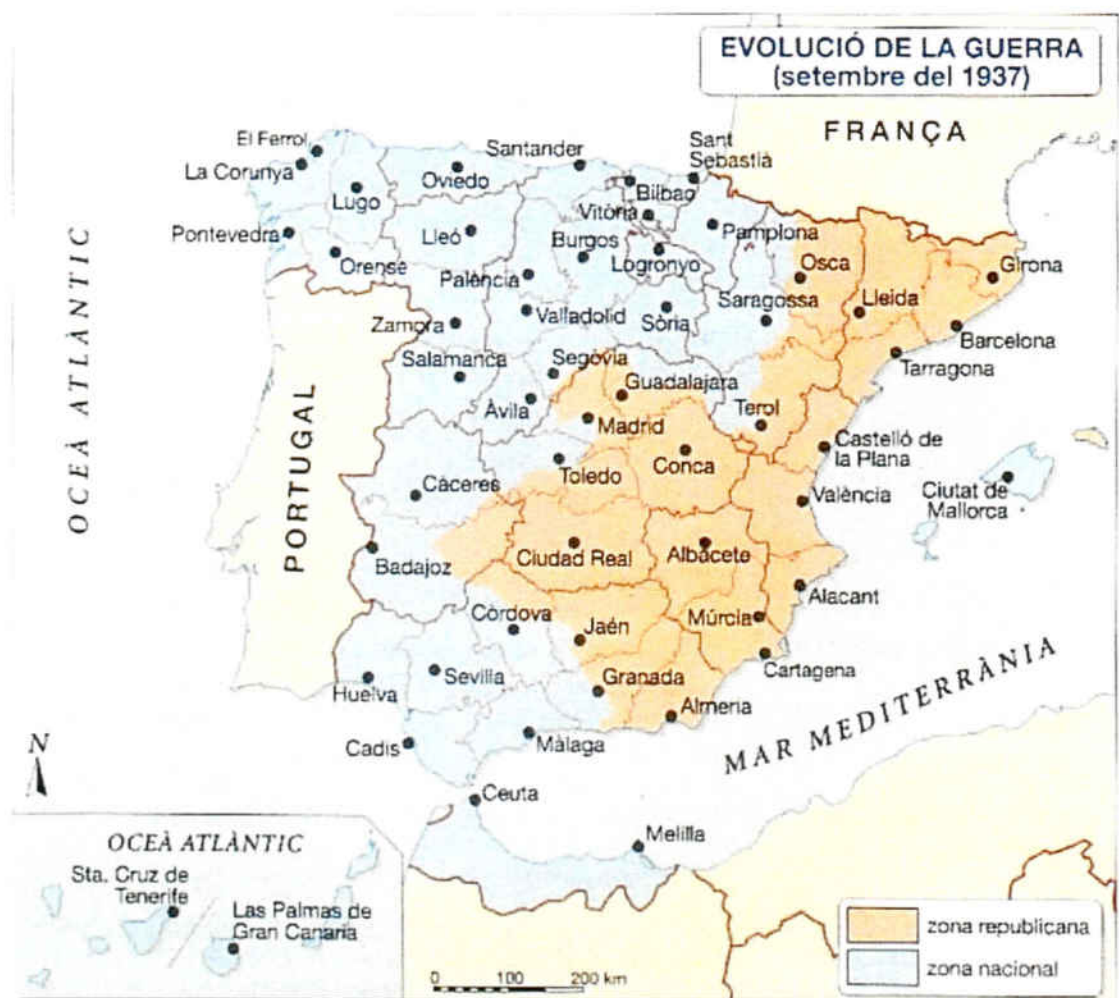 EVOLUCIÓ DE LA GUERRA
(setembre del 1937)
FRANÇA
El Ferrol
La Corunya
Lugo
Oviedo
Santander
Sant
Sebastià
Bilbao
Vitòria
Pamplona
Pontevedra
Orense
Lleó
Burgos
Palència
Logronyo
Osca
Girona
Lleida
Saragossa
Valladolid
Sòria
Zamora
Barcelona
Tarragona
Salamanca
Segòvia
Guadalajara
Àvila
Madrid
Terol
Castelló de
la Plana
Toledo
Conca
Càceres
València
Ciutat de
Mallorca
Badajoz
Ciudad Real
Albacete
Alacant
Còrdova
Jaén
Múrcia
Cartagena
Huelva
Sevilla
Granada
Almeria
Cadis
Màlaga
Ceuta
Melilla
OCEÀ ATLÀNTIC
PORTUGAL
MAR MEDITERRÀNIA
N
OCEÀ ATLÀNTIC
Sta. Cruz de
Tenerife
Las Palmas de
Gran Canaria
0 100 200 km
zona republicana
zona nacional